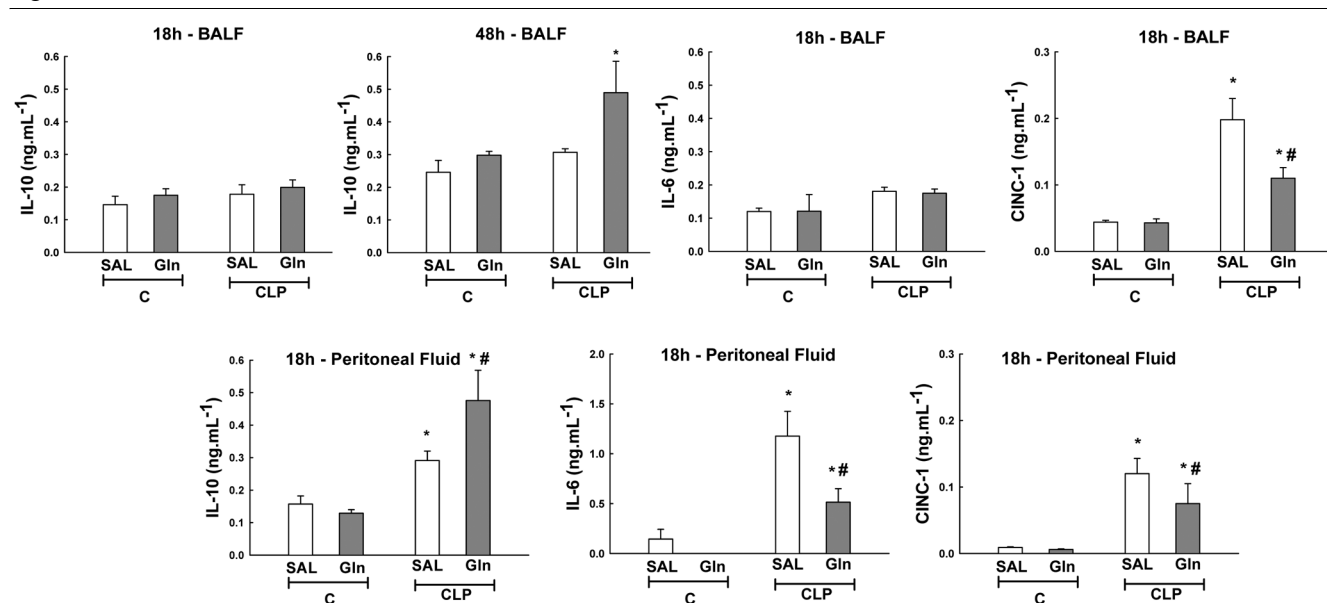 18h - BALF
IL-10 (ng.mL-1)
0.6
0.5
0.4
0.3
0.2
0.1
0.0
SAL Gln SAL Gln
C CLP
48h - BALF
IL-10 (ng.mL-1)
0.6
0.5
0.4
0.3
0.2
0.1
0.0
*
SAL Gln SAL Gln
C CLP
18h - BALF
IL-6 (ng.mL-1)
0.6
0.5
0.4
0.3
0.2
0.1
0.0
SAL Gln SAL Gln
C CLP
18h - BALF
CINC-1 (ng.mL-1)
0.3
0.2
0.1
0.0
*
* #
SAL Gln SAL Gln
C CLP
18h - Peritoneal Fluid
IL-10 (ng.mL-1)
0.6
0.5
0.4
0.3
0.2
0.1
0.0
*
* #
SAL Gln SAL Gln
C CLP
18h - Peritoneal Fluid
IL-6 (ng.mL-1)
2.0
1.5
1.0
0.5
0.0
*
* #
SAL Gln SAL Gln
C CLP
18h - Peritoneal Fluid
CINC-1 (ng.mL-1)
0.3
0.2
0.1
0.0
*
* #
SAL Gln SAL Gln
C CLP